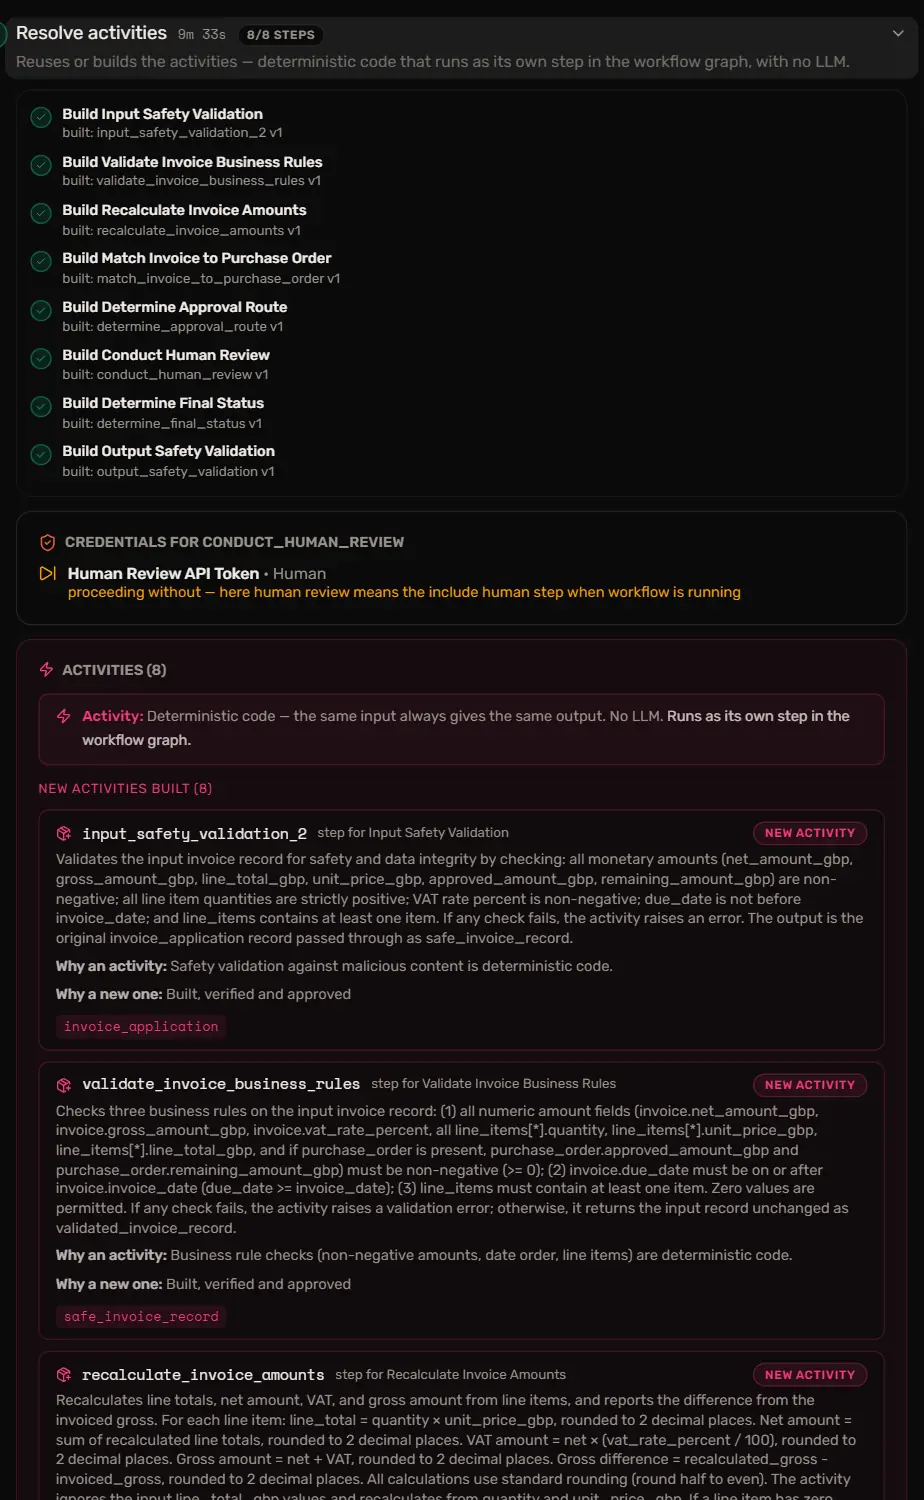 Resolve activities 9m 33s 8/8 STEPS
Reuses or builds the activities — deterministic code that runs as its own step in the workflow graph, with no LLM.
Build Input Safety Validation
built: input_safety_validation_2 v1
Build Validate Invoice Business Rules
built: validate_invoice_business_rules v1
Build Recalculate Invoice Amounts
built: recalculate_invoice_amounts v1
Build Match Invoice to Purchase Order
built: match_invoice_to_purchase_order v1
Build Determine Approval Route
built: determine_approval_route v1
Build Conduct Human Review
built: conduct_human_review v1
Build Determine Final Status
built: determine_final_status v1
Build Output Safety Validation
built: output_safety_validation v1
CREDENTIALS FOR CONDUCT_HUMAN_REVIEW
Human Review API Token · Human
proceeding without — here human review means the include human step when workflow is running
ACTIVITIES (8)
Activity: Deterministic code — the same input always gives the same output. No LLM. Runs as its own step in the
workflow graph.
NEW ACTIVITIES BUILT (8)
input_safety_validation_2 step for Input Safety Validation NEW ACTIVITY
Validates the input invoice record for safety and data integrity by checking: all monetary amounts (net_amount_gbp,
gross_amount_gbp, line_total_gbp, unit_price_gbp, approved_amount_gbp, remaining_amount_gbp) are non-
negative; all line item quantities are strictly positive; VAT rate percent is non-negative; due_date is not before
invoice_date; and line_items contains at least one item. If any check fails, the activity raises an error. The output is the
original invoice_application record passed through as safe_invoice_record.
Why an activity: Safety validation against malicious content is deterministic code.
Why a new one: Built, verified and approved
invoice_application
validate_invoice_business_rules step for Validate Invoice Business Rules NEW ACTIVITY
Checks three business rules on the input invoice record: (1) all numeric amount fields (invoice.net_amount_gbp,
invoice.gross_amount_gbp, invoice.vat_rate_percent, all line_items[*].quantity, line_items[*].unit_price_gbp,
line_items[*].line_total_gbp, and if purchase_order is present, purchase_order.approved_amount_gbp and
purchase_order.remaining_amount_gbp) must be non-negative (>= 0); (2) invoice.due_date must be on or after
invoice.invoice_date (due_date >= invoice_date); (3) line_items must contain at least one item. Zero values are
permitted. If any check fails, the activity raises a validation error; otherwise, it returns the input record unchanged as
validated_invoice_record.
Why an activity: Business rule checks (non-negative amounts, date order, line items) are deterministic code.
Why a new one: Built, verified and approved
safe_invoice_record
recalculate_invoice_amounts step for Recalculate Invoice Amounts NEW ACTIVITY
Recalculates line totals, net amount, VAT, and gross amount from line items, and reports the difference from the
invoiced gross. For each line item: line_total = quantity × unit_price_gbp, rounded to 2 decimal places. Net amount =
sum of recalculated line totals, rounded to 2 decimal places. VAT amount = net × (vat_rate_percent / 100), rounded to
2 decimal places. Gross amount = net + VAT, rounded to 2 decimal places. Gross difference = recalculated_gross -
invoiced_gross, rounded to 2 decimal places. All calculations use standard rounding (round half to even). The activity
ignores the input line_total_gbp values and recalculates from quantity and unit_price_gbp. If a line item has zero